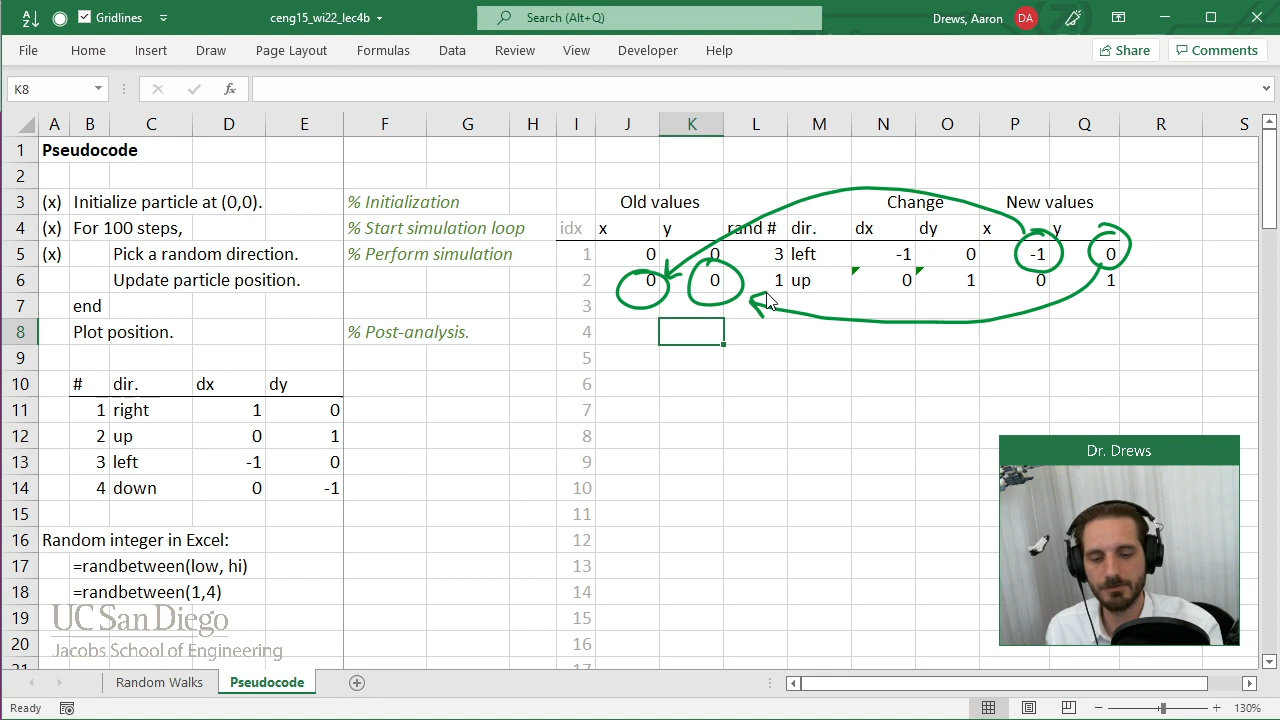 Gridlines ceng15_wi22_lec4b Search (Alt+Q) Drews, Aaron DA
File Home Insert Draw Page Layout Formulas Data Review View Developer Help Share Comments
K8 fx
A B C D E F G H I J K L M N O P Q R S
1 Pseudocode
2
3 (x) Initialize particle at (0,0). % Initialization Old values Change New values
4 (x) For 100 steps, % Start simulation loop idx x y rand # dir. dx dy x y
5 (x) Pick a random direction. % Perform simulation 1 0 0 3 left -1 0 -1 0
6 Update particle position. 2 0 0 1 up 0 1 0 1
7 end 3
8 Plot position. % Post-analysis. 4
9 5
10 # dir. dx dy 6
11 1 right 1 0 7
12 2 up 0 1 8
13 3 left -1 0 9
14 4 down 0 -1 10
15 11
16 Random integer in Excel: 12
17 =randbetween(low, hi) 13
18 =randbetween(1,4) 14
19 15
20 16
21 17
UC San Diego
Jacobs School of Engineering
Dr. Drews
Random Walks Pseudocode
Ready 130%